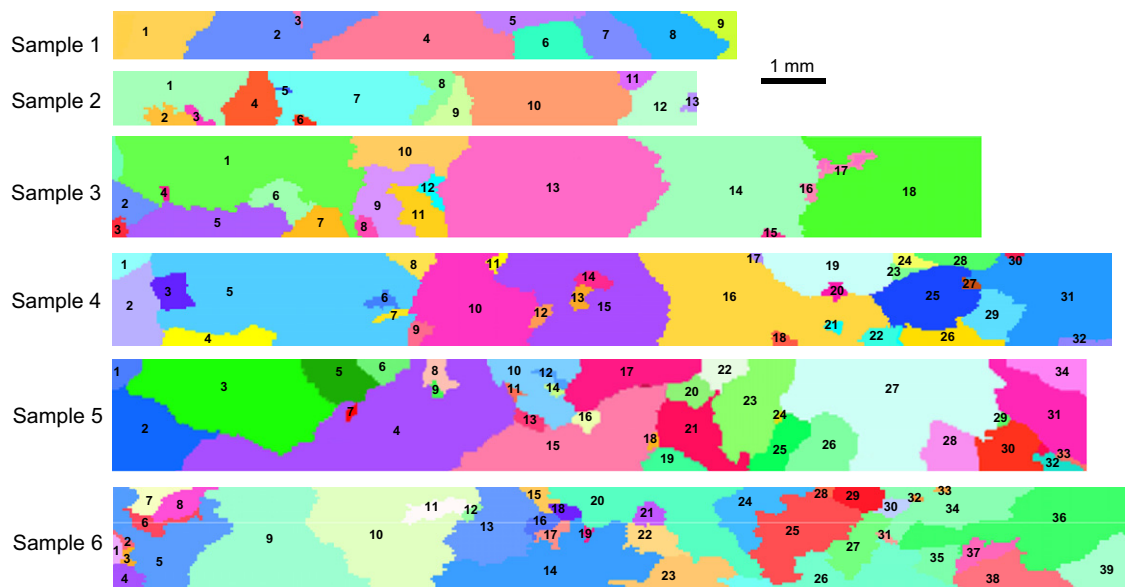 Sample 1
1 2 3 4 5 6 7 8 9
1 mm
Sample 2
1 2 3 4 5 6 7 8 9 10 11 12 13
Sample 3
1 2 3 4 5 6 7 8 9 10 11 12 13 14 15 16 17 18
Sample 4
1 2 3 4 5 6 7 8 9 10 11 12 13 14 15 16 17 18 19 20 21 22 23 24 25 26 27 28 29 30 31 32
Sample 5
1 2 3 4 5 6 7 8 9 10 11 12 13 14 15 16 17 18 19 20 21 22 23 24 25 26 27 28 29 30 31 32 33 34
Sample 6
1 2 3 4 5 6 7 8 9 10 11 12 13 14 15 16 17 18 19 20 21 22 23 24 25 26 27 28 29 30 31 32 33 34 35 36 37 38 39